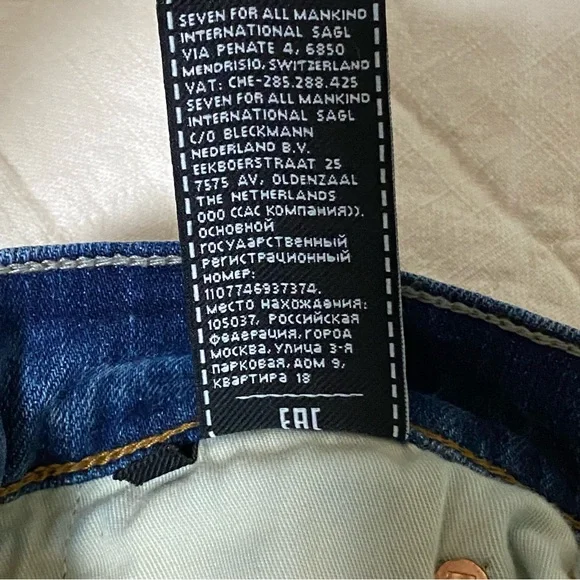 SEVEN FOR ALL MANKIND
INTERNATIONAL SAGL
VIA PENATE 4, 6850
MENDRISIO, SWITZERLAND
VAT: CHE-285.288.425
SEVEN FOR ALL MANKIND
INTERNATIONAL SAGL
C/O BLECKMANN
NEDERLAND B.V.
EEKBOERSTRAAT 25
7575 AV, OLDENZAAL
THE NETHERLANDS
ООО ((АС КОМПАНИЯ)).
ОСНОВНОЙ
ГОСУДАРСТВЕННЫЙ
РЕГИСТРАЦИОННЫЙ
НОМЕР:
1107746937374.
МЕСТО НАХОЖДЕНИЯ:
105037, РОССИЙСКАЯ
ФЕДЕРАЦИЯ, ГОРОД
МОСКВА, УЛИЦА 3-Я
ПАРКОВАЯ, ДОМ 9,
КВАРТИРА 18
EAC